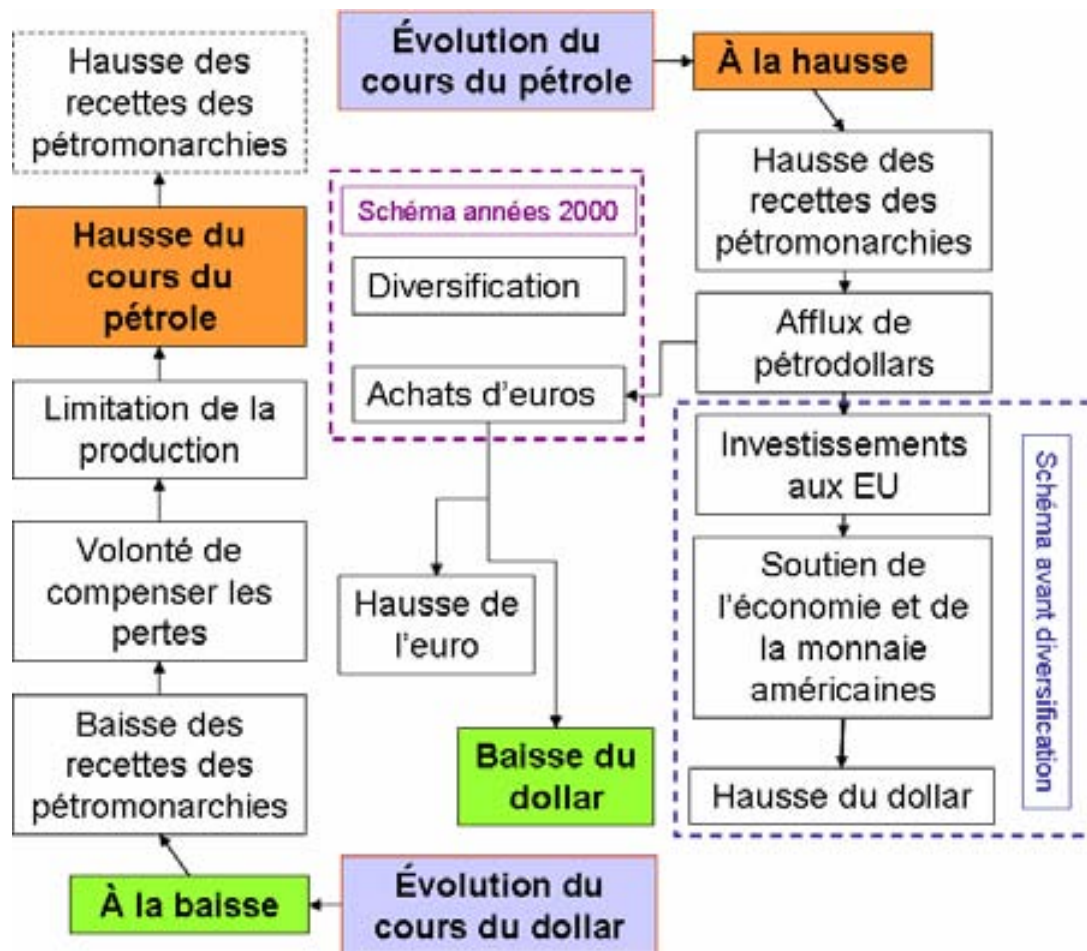 Évolution du
cours du pétrole
À la hausse
Hausse des
recettes des
pétromonarchies
Afflux de
pétrodollars
Investissements
aux EU
Soutien de
l'économie et de
la monnaie
américaines
Hausse du dollar
Schéma avant diversification
Schéma années 2000
Diversification
Achats d'euros
Hausse de
l'euro
Baisse du
dollar
Évolution du
cours du dollar
À la baisse
Baisse des
recettes des
pétromonarchies
Volonté de
compenser les
pertes
Limitation de la
production
Hausse du
cours du
pétrole
Hausse des
recettes des
pétromonarchies